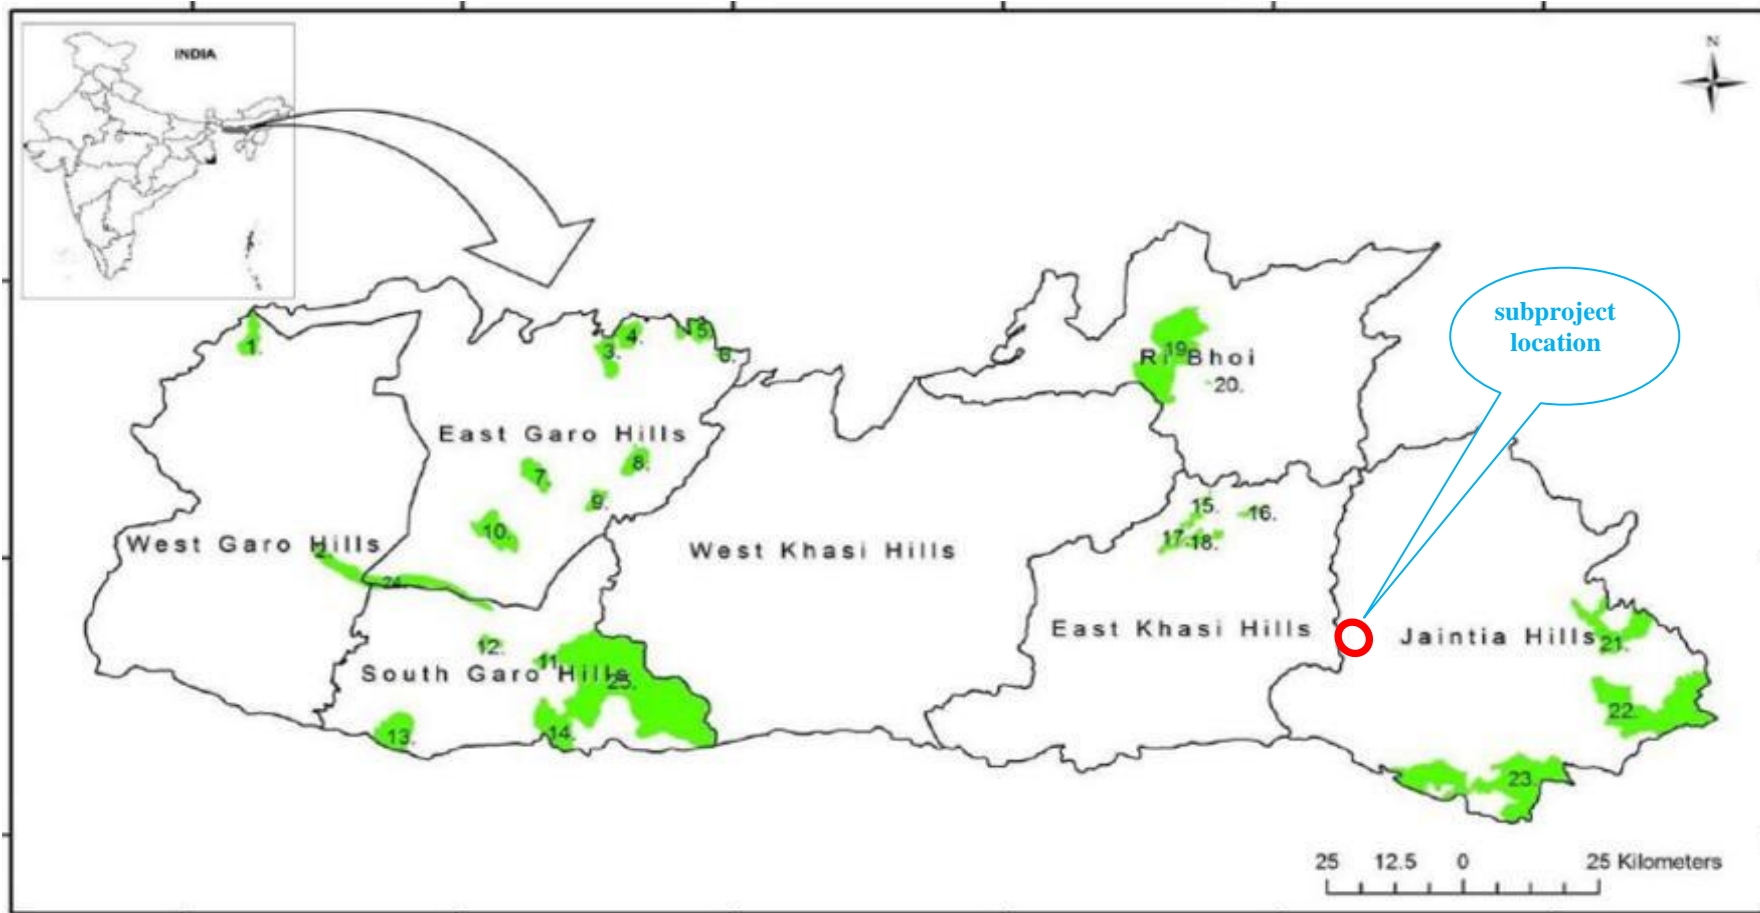 INDIA
N
subproject
location
1.
3.
4.
5.
6.
19.
Ri Bhoi
20.
East Garo Hills
7.
8.
9.
10.
15.
16.
17.
18.
West Garo Hills
2.
24.
West Khasi Hills
East Khasi Hills
Jaintia Hills
21.
12.
11.
South Garo Hills
25.
13.
14.
22.
23.
25 12.5 0 25 Kilometers